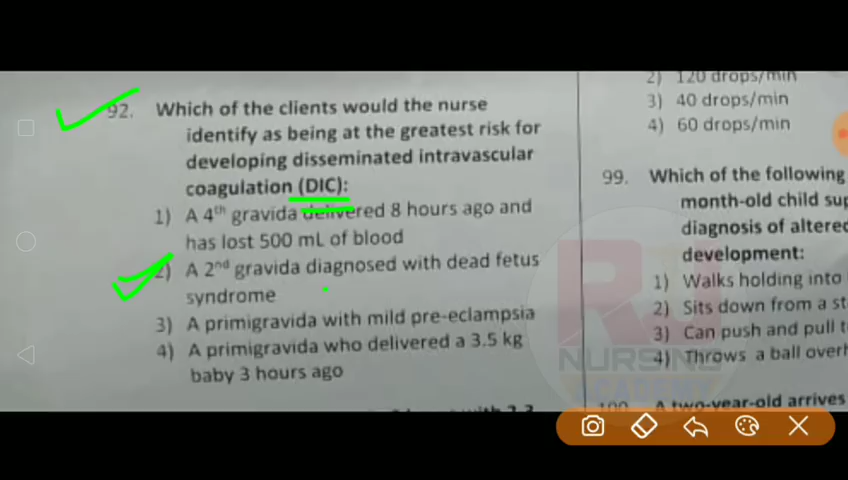 92. Which of the clients would the nurse
identify as being at the greatest risk for
developing disseminated intravascular
coagulation (DIC):
1) A 4th gravida delivered 8 hours ago and
has lost 500 mL of blood
2) A 2nd gravida diagnosed with dead fetus
syndrome
3) A primigravida with mild pre-eclampsia
4) A primigravida who delivered a 3.5 kg
baby 3 hours ago
2) 120 drops/min
3) 40 drops/min
4) 60 drops/min
99. Which of the following
month-old child
diagnosis of
development:
1) Walks holding into
2) Sits down from a
3) Can push and pull
4) Throws a ball
100. A two-year-old arrives
RJ
NURSING
ACADEMY